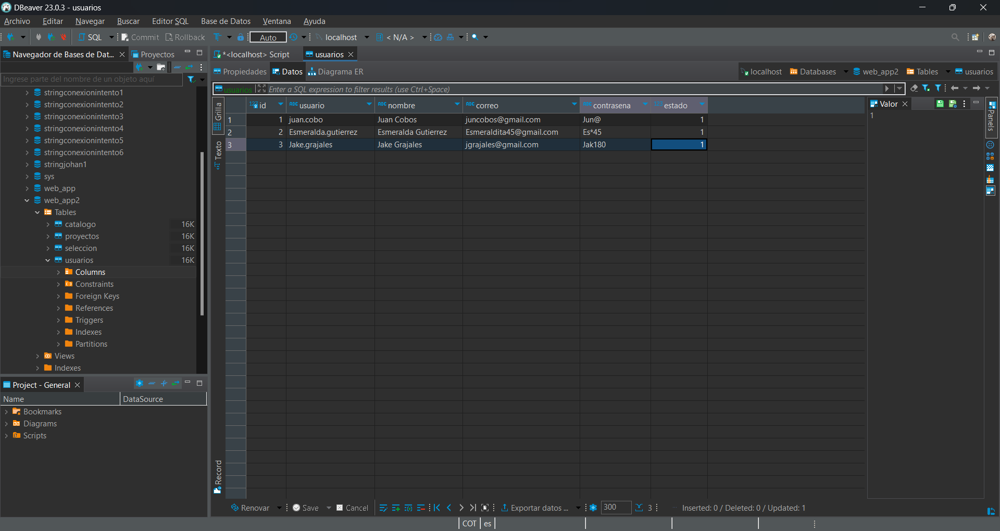 DBeaver 23.0.3 - usuarios
Archivo Editar Navegar Buscar Editor SQL Base de Datos Ventana Ayuda
SQL Commit Rollback Auto localhost < N/A >
Navegador de Bases de Dat... Proyectos
Ingrese parte del nombre de un objeto aquí
stringconexionintento1
stringconexionintento2
stringconexionintento3
stringconexionintento4
stringconexionintento5
stringconexionintento6
stringjohan1
sys
web_app
web_app2
Tables
catalogo 16K
proyectos 16K
seleccion 16K
usuarios 16K
Columns
Constraints
Foreign Keys
References
Triggers
Indexes
Partitions
Views
Indexes
Project - General
Name DataSource
Bookmarks
Diagrams
Scripts
*<localhost> Script usuarios
Propiedades Datos Diagrama ER localhost Databases web_app2 Tables usuarios
usuarios Enter a SQL expression to filter results (use Ctrl+Space)
Grilla
Texto
Record
123 id ABC usuario ABC nombre ABC correo ABC contrasena 123 estado
1 1 juan.cobo Juan Cobos juncobos@gmail.com Jun@ 1
2 2 Esmeralda.gutierrez Esmeralda Gutierrez Esmeraldita45@gmail.com Es*45 1
3 3 Jake.grajales Jake Grajales jgrajales@gmail.com Jak180 1
Valor
1
Panels
Renovar Save Cancel Exportar datos ... 300 3 Inserted: 0 / Deleted: 0 / Updated: 1
COT es